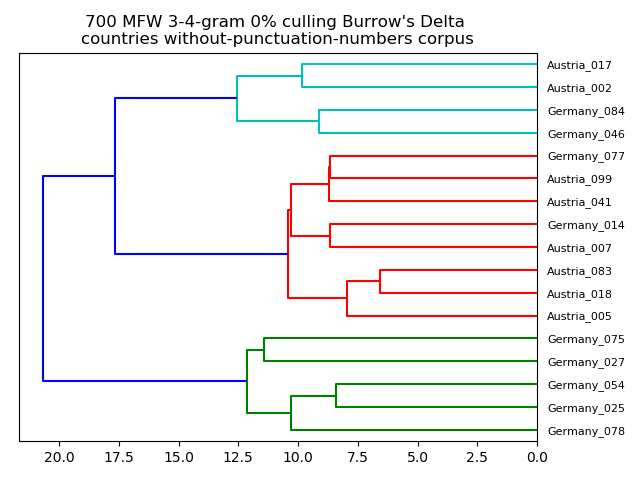 700 MFW 3-4-gram 0% culling Burrow's Delta
countries without-punctuation-numbers corpus
Austria_017
Austria_002
Germany_084
Germany_046
Germany_077
Austria_099
Austria_041
Germany_014
Austria_007
Austria_083
Austria_018
Austria_005
Germany_075
Germany_027
Germany_054
Germany_025
Germany_078
20.0 17.5 15.0 12.5 10.0 7.5 5.0 2.5 0.0